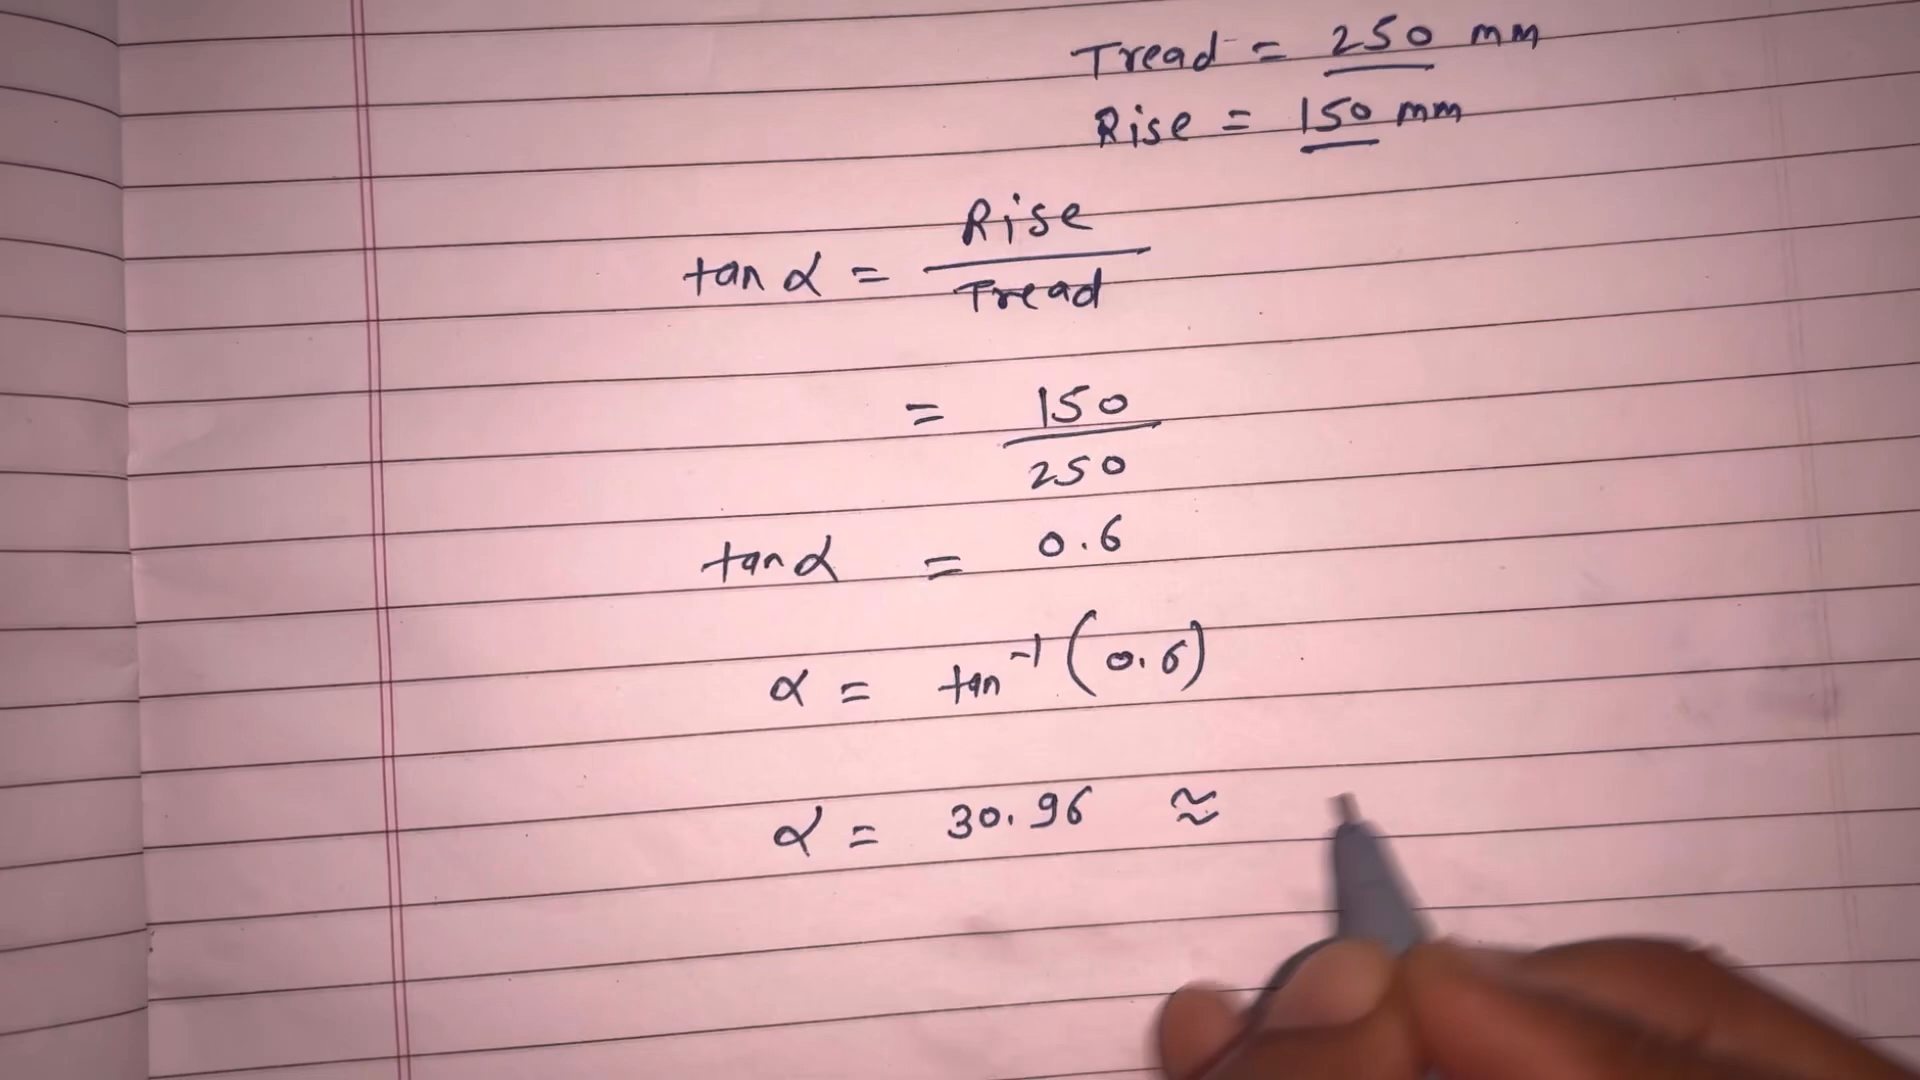 Tread = 250 mm
Rise = 150 mm
tan α = Rise / Tread
= 150 / 250
tan α = 0.6
α = tan⁻¹ (0.6)
α = 30.96 ≈